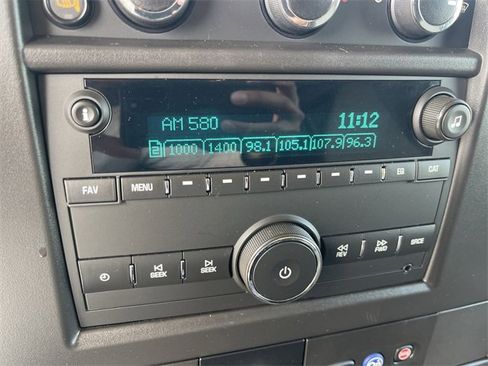 AM 580 11:12
2 1000 1400 98.1 105.1 107.9 96.3
FAV MENU EQ CAT
SEEK SEEK REV FWD SRCE